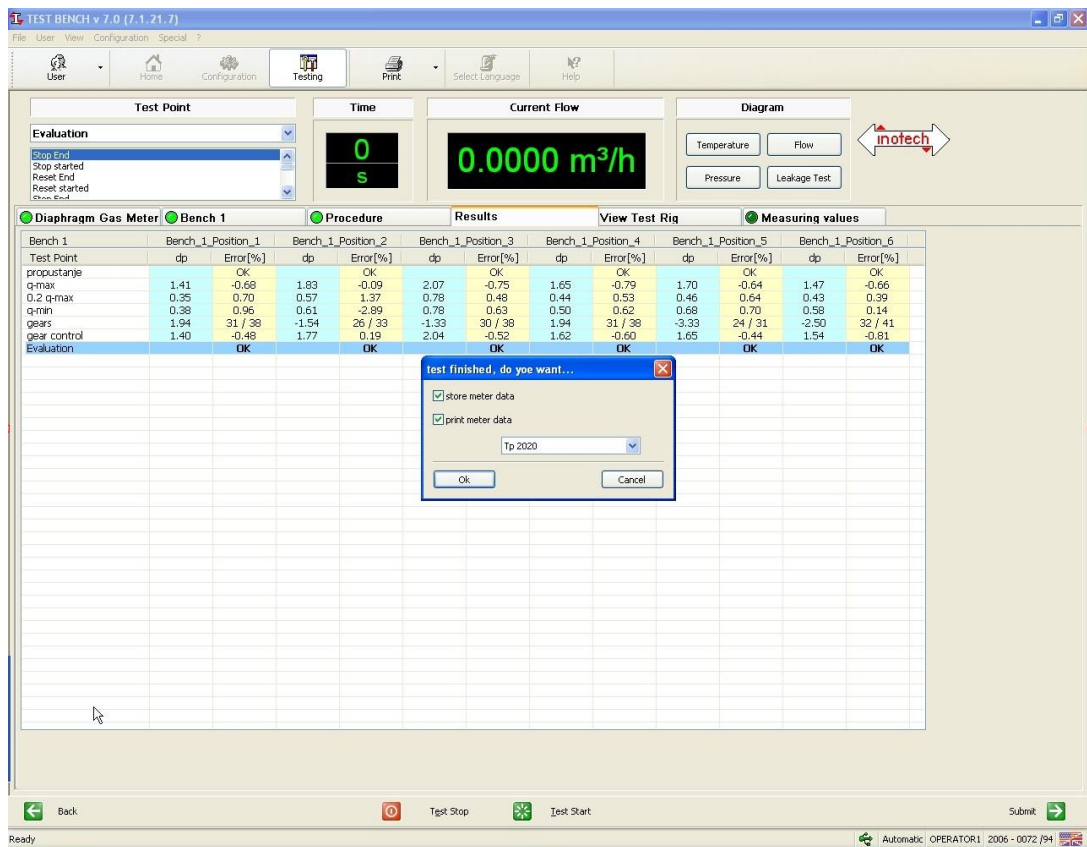 TEST BENCH v 7.0 (7.1.21.7)
File User View Configuration Special ?
User Home Configuration Testing Print Select Language Help
Test Point Time Current Flow Diagram
Evaluation
Stop End
Stop started
Reset End
Reset started
Stop End
0
s
0.0000 m³/h
Temperature Flow
Pressure Leakage Test
inotech
Diaphragm Gas Meter Bench 1 Procedure Results View Test Rig Measuring values
Bench 1 Bench_1_Position_1 Bench_1_Position_2 Bench_1_Position_3 Bench_1_Position_4 Bench_1_Position_5 Bench_1_Position_6
Test Point dp Error[%] dp Error[%] dp Error[%] dp Error[%] dp Error[%] dp Error[%]
propustanje OK OK OK OK OK OK
q-max 1.41 -0.68 1.83 -0.09 2.07 -0.75 1.65 -0.79 1.70 -0.64 1.47 -0.66
0.2 q-max 0.35 0.70 0.57 1.37 0.78 0.48 0.44 0.53 0.46 0.64 0.43 0.39
q-min 0.38 0.96 0.61 -2.89 0.78 0.63 0.50 0.62 0.68 0.70 0.58 0.14
gears 1.94 31 / 38 -1.54 26 / 33 -1.33 30 / 38 1.94 31 / 38 -3.33 24 / 31 -2.50 32 / 41
gear control 1.40 -0.48 1.77 0.19 2.04 -0.52 1.62 -0.60 1.65 -0.44 1.54 -0.81
Evaluation OK OK OK OK OK OK
test finished, do yoe want...
store meter data
print meter data
Tp 2020
Ok Cancel
Back Test Stop Test Start Submit
Ready Automatic OPERATOR1 2006 - 0072 /94